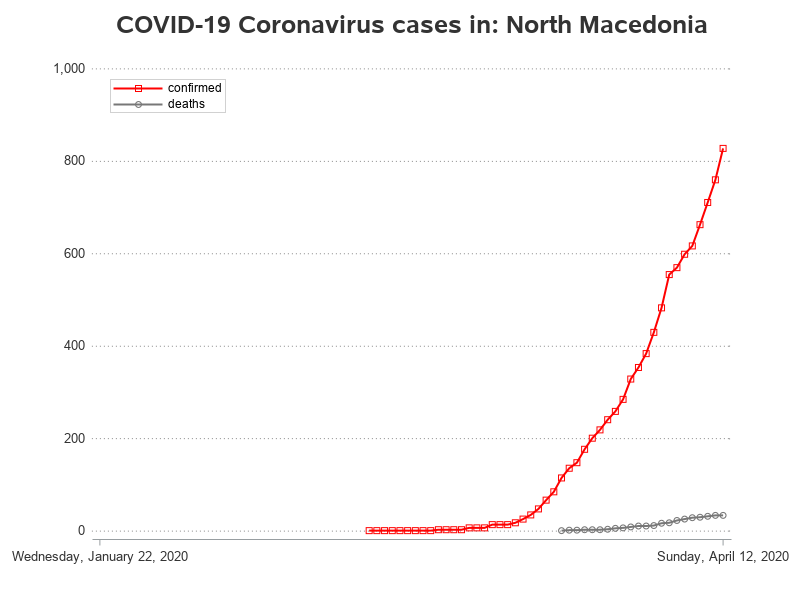 COVID-19 Coronavirus cases in: North Macedonia
1,000
confirmed
deaths
800
600
400
200
0
Wednesday, January 22, 2020
Sunday, April 12, 2020